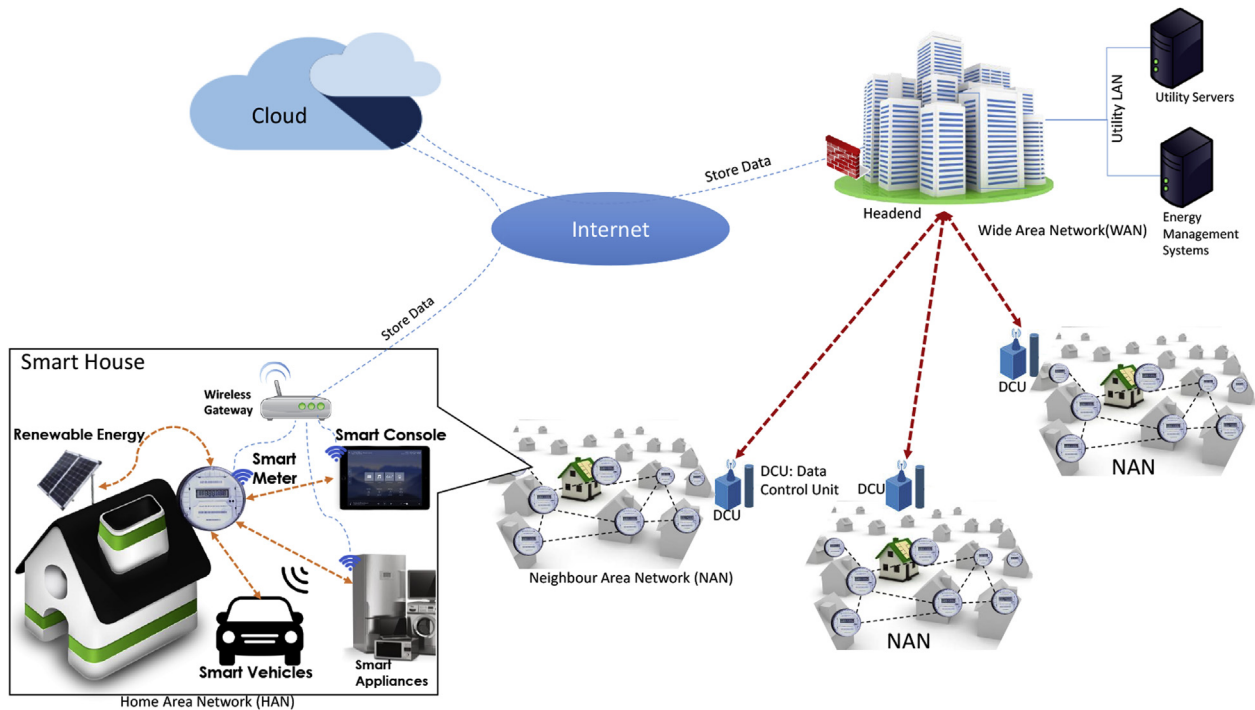 Cloud
Utility LAN
Utility Servers
Store Data
Internet
Headend
Wide Area Network(WAN)
Energy
Management
Systems
Store Data
Smart House
Wireless
Gateway
Renewable Energy
Smart Console
Smart
Meter
DCU
DCU: Data
Control Unit
DCU
DCU
NAN
Neighbour Area Network (NAN)
NAN
Smart Vehicles
Smart
Appliances
Home Area Network (HAN)